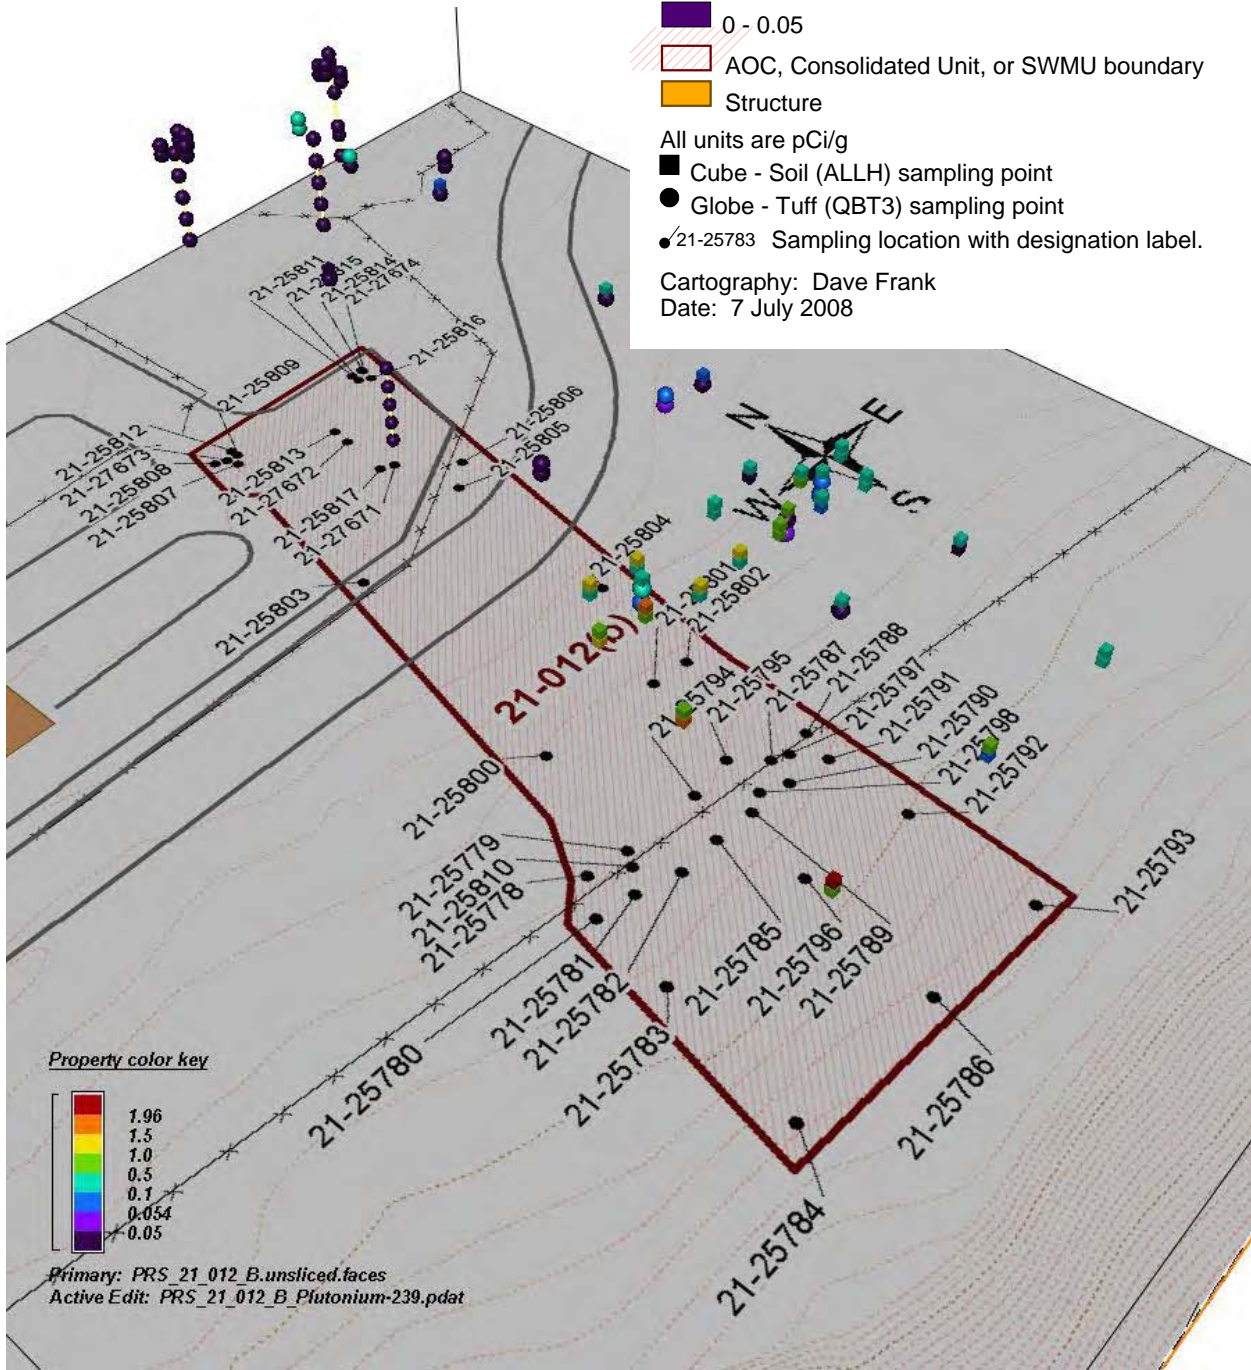 0 - 0.05
AOC, Consolidated Unit, or SWMU boundary
Structure
All units are pCi/g
Cube - Soil (ALLH) sampling point
Globe - Tuff (QBT3) sampling point
21-25783 Sampling location with designation label.
Cartography: Dave Frank
Date: 7 July 2008
21-25811
21-25814
21-27674
21-25816
21-25809
21-25806
21-25805
21-25812
21-27673
21-25808
21-25807
21-25813
21-27672
21-25817
21-27671
N
E
W
S
21-25804
21-25803
21-25802
21-012(b)
21-25794
21-25795
21-25787
21-25788
21-25797
21-25791
21-25790
21-25798
21-25792
21-25800
21-25779
21-25810
21-25778
21-25793
21-25781
21-25782
21-25785
21-25796
21-25789
21-25780
21-25783
21-25786
21-25784
Property color key
1.96
1.5
1.0
0.5
0.1
0.054
0.05
Primary: PRS_21_012_B.unsliced.faces
Active Edit: PRS_21_012_B_Plutonium-239.pdat